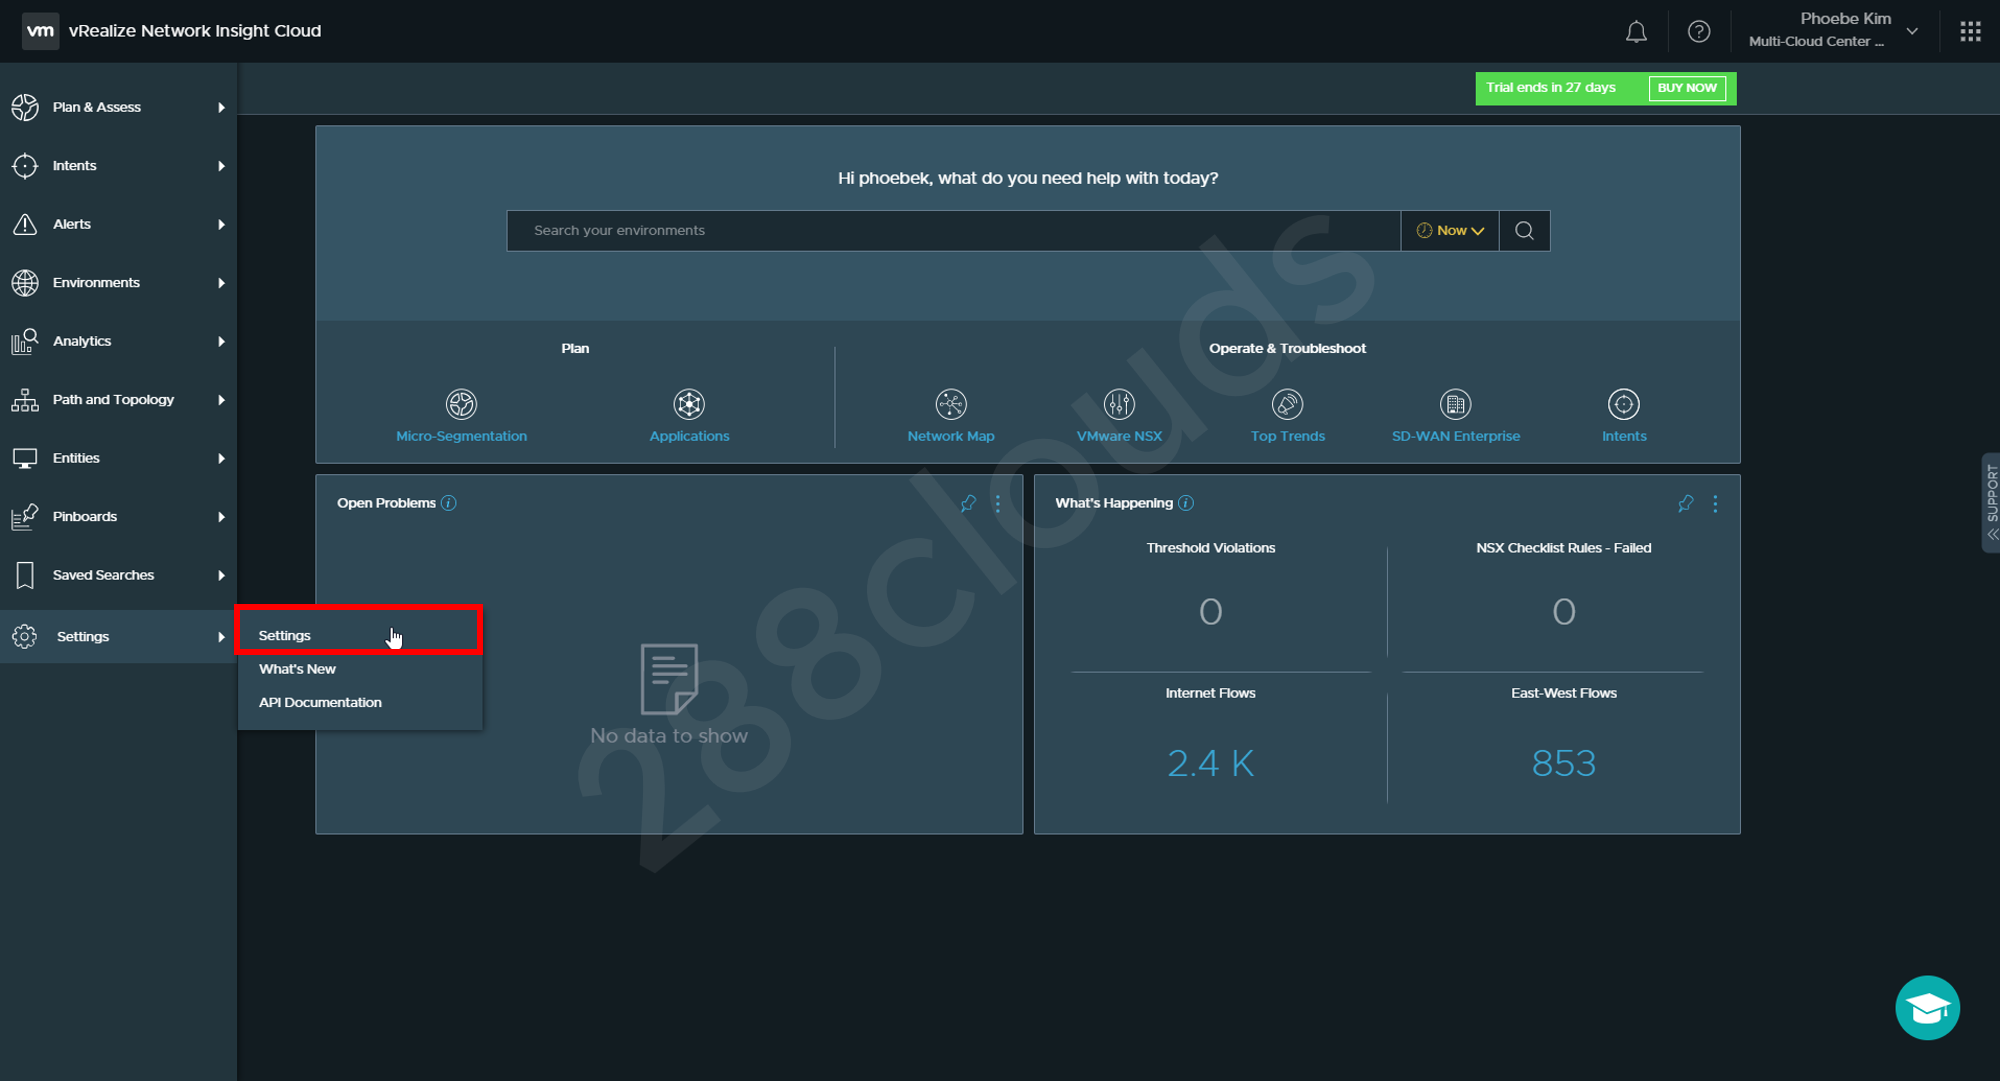 vm vRealize Network Insight Cloud
Phoebe Kim
Multi-Cloud Center ...
Trial ends in 27 days BUY NOW
Plan & Assess
Intents
Alerts
Environments
Analytics
Path and Topology
Entities
Pinboards
Saved Searches
Settings
Settings
What's New
API Documentation
Hi phoebek, what do you need help with today?
Search your environments Now
Plan
Micro-Segmentation Applications
Operate & Troubleshoot
Network Map VMware NSX Top Trends SD-WAN Enterprise Intents
Open Problems
No data to show
What's Happening
Threshold Violations
0
NSX Checklist Rules - Failed
0
Internet Flows
2.4 K
East-West Flows
853
SUPPORT
288clouds